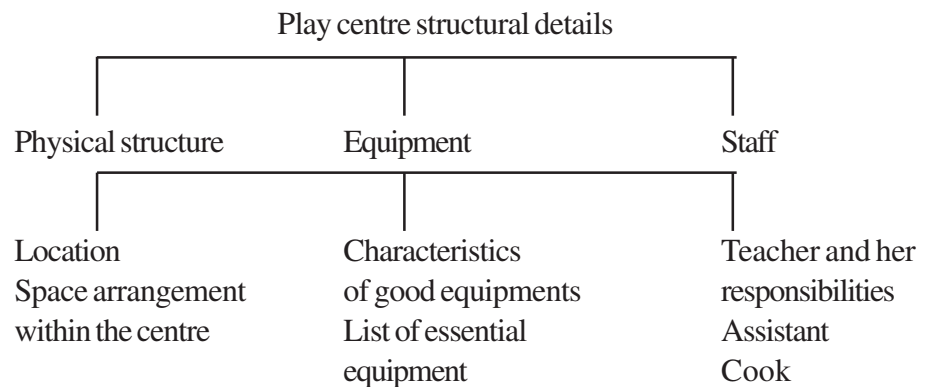 Play centre structural details
Physical structure
Equipment
Staff
Location
Space arrangement
within the centre
Characteristics
of good equipments
List of essential
equipment
Teacher and her
responsibilities
Assistant
Cook